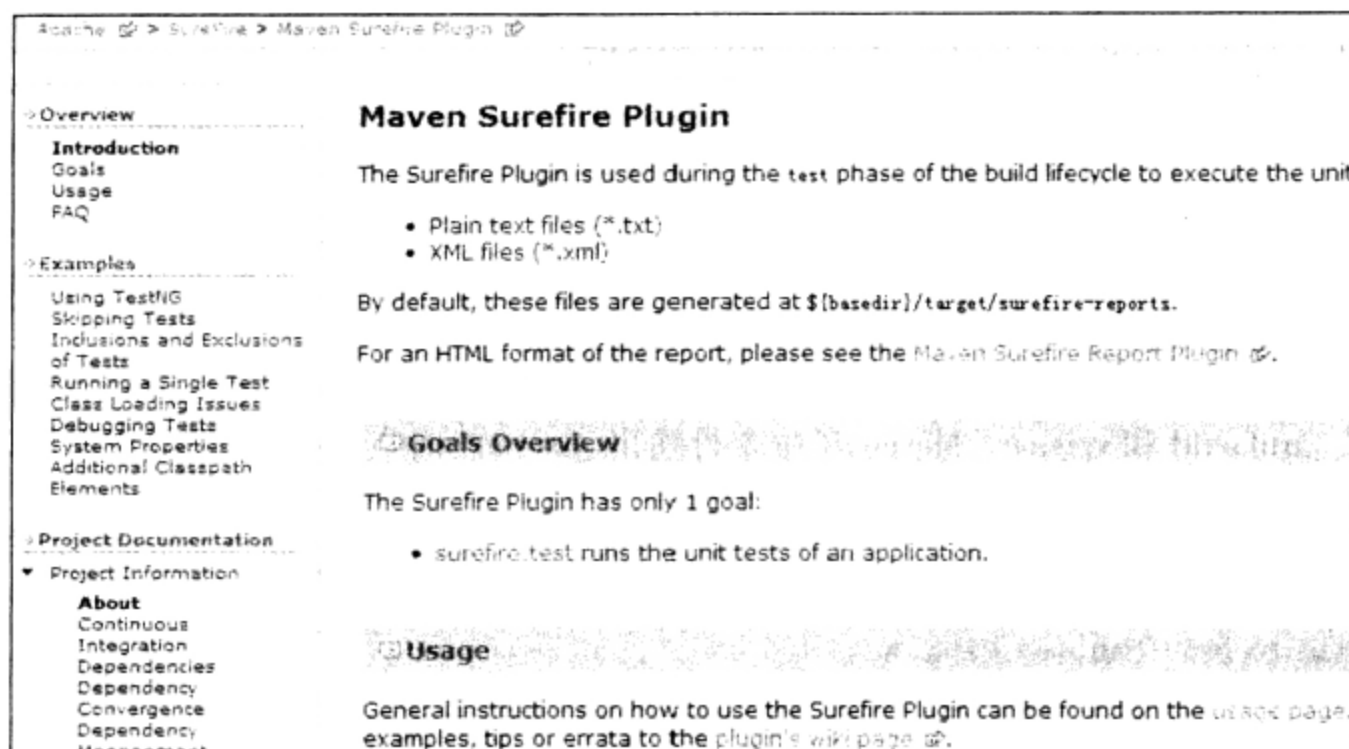 Apache > Surefire > Maven Surefire Plugin
Overview
Introduction
Goals
Usage
FAQ
Examples
Using TestNG
Skipping Tests
Inclusions and Exclusions
of Tests
Running a Single Test
Class Loading Issues
Debugging Tests
System Properties
Additional Classpath
Elements
Project Documentation
Project Information
About
Continuous
Integration
Dependencies
Dependency
Convergence
Dependency
Maven Surefire Plugin
The Surefire Plugin is used during the test phase of the build lifecycle to execute the unit
• Plain text files (*.txt)
• XML files (*.xml)
By default, these files are generated at ${basedir}/target/surefire-reports.
For an HTML format of the report, please see the Maven Surefire Report Plugin .
Goals Overview
The Surefire Plugin has only 1 goal:
• surefire:test runs the unit tests of an application.
Usage
General instructions on how to use the Surefire Plugin can be found on the usage page.
examples, tips or errata to the plugin's wiki page .